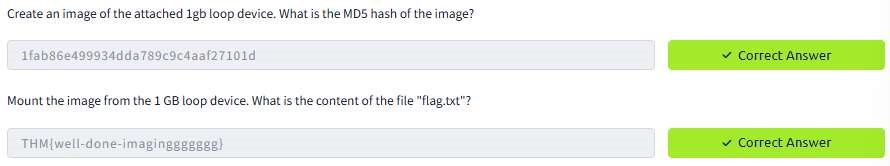 Create an image of the attached 1gb loop device. What is the MD5 hash of the image?
1fab86e499934dda789c9c4aaf27101d
✓ Correct Answer
Mount the image from the 1 GB loop device. What is the content of the file "flag.txt"?
THM{well-done-imaginggggggg}
✓ Correct Answer